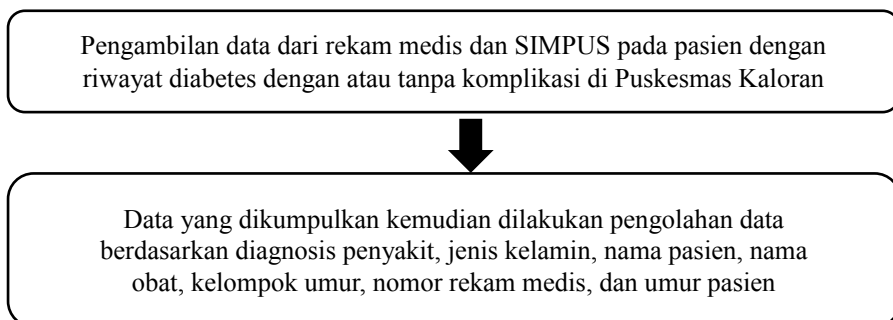 Pengambilan data dari rekam medis dan SIMPUS pada pasien dengan
riwayat diabetes dengan atau tanpa komplikasi di Puskesmas Kaloran
Data yang dikumpulkan kemudian dilakukan pengolahan data
berdasarkan diagnosis penyakit, jenis kelamin, nama pasien, nama
obat, kelompok umur, nomor rekam medis, dan umur pasien